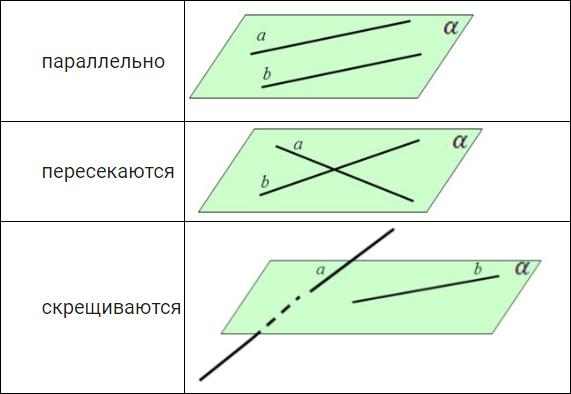 параллельно
a
b
α
пересекаются
a
b
α
скрещиваются
a
b
α